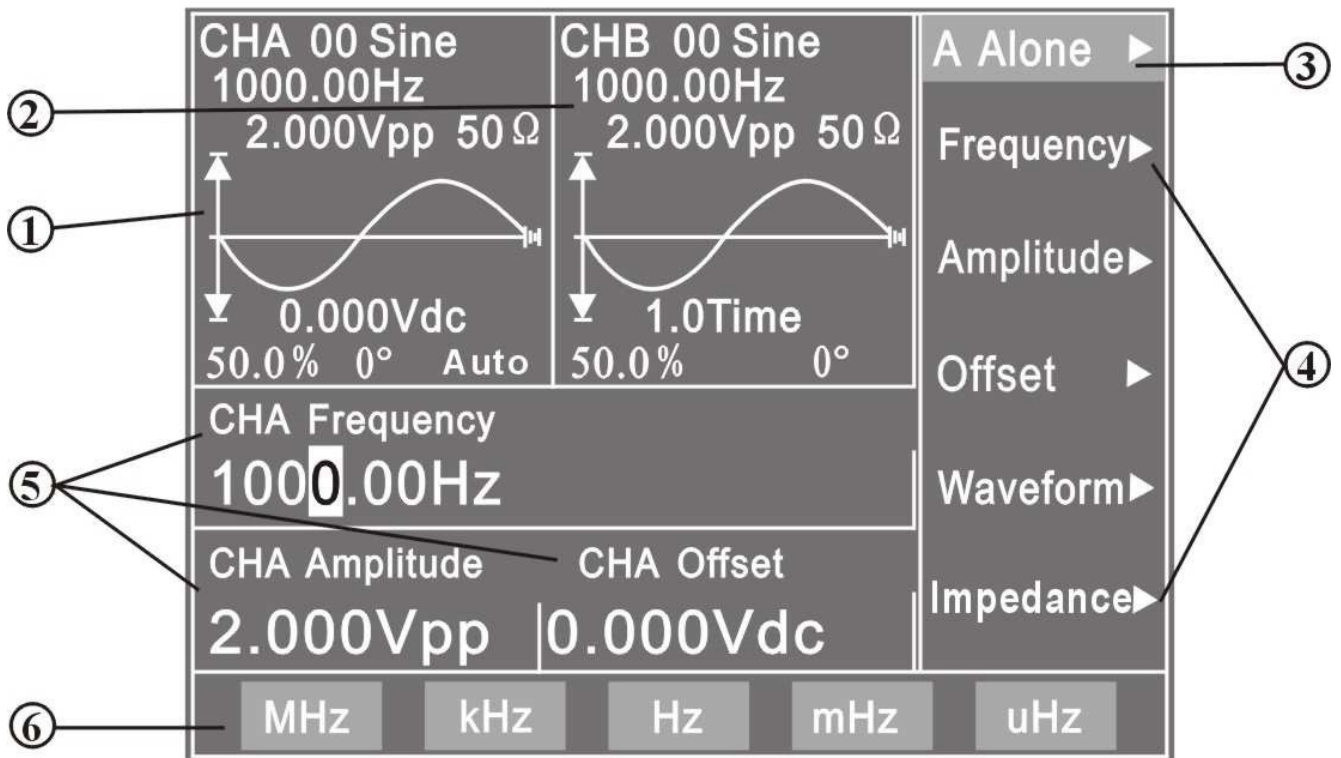 CHA 00 Sine
1000.00Hz
2.000Vpp 50Ω
0.000Vdc
50.0% 0° Auto
CHB 00 Sine
1000.00Hz
2.000Vpp 50Ω
1.0Time
50.0% 0°
A Alone ▶
Frequency▶
Amplitude▶
Offset ▶
Waveform▶
Impedance▶
CHA Frequency
1000.00Hz
CHA Amplitude
2.000Vpp
CHA Offset
0.000Vdc
MHz kHz Hz mHz uHz
①
②
③
④
⑤
⑥